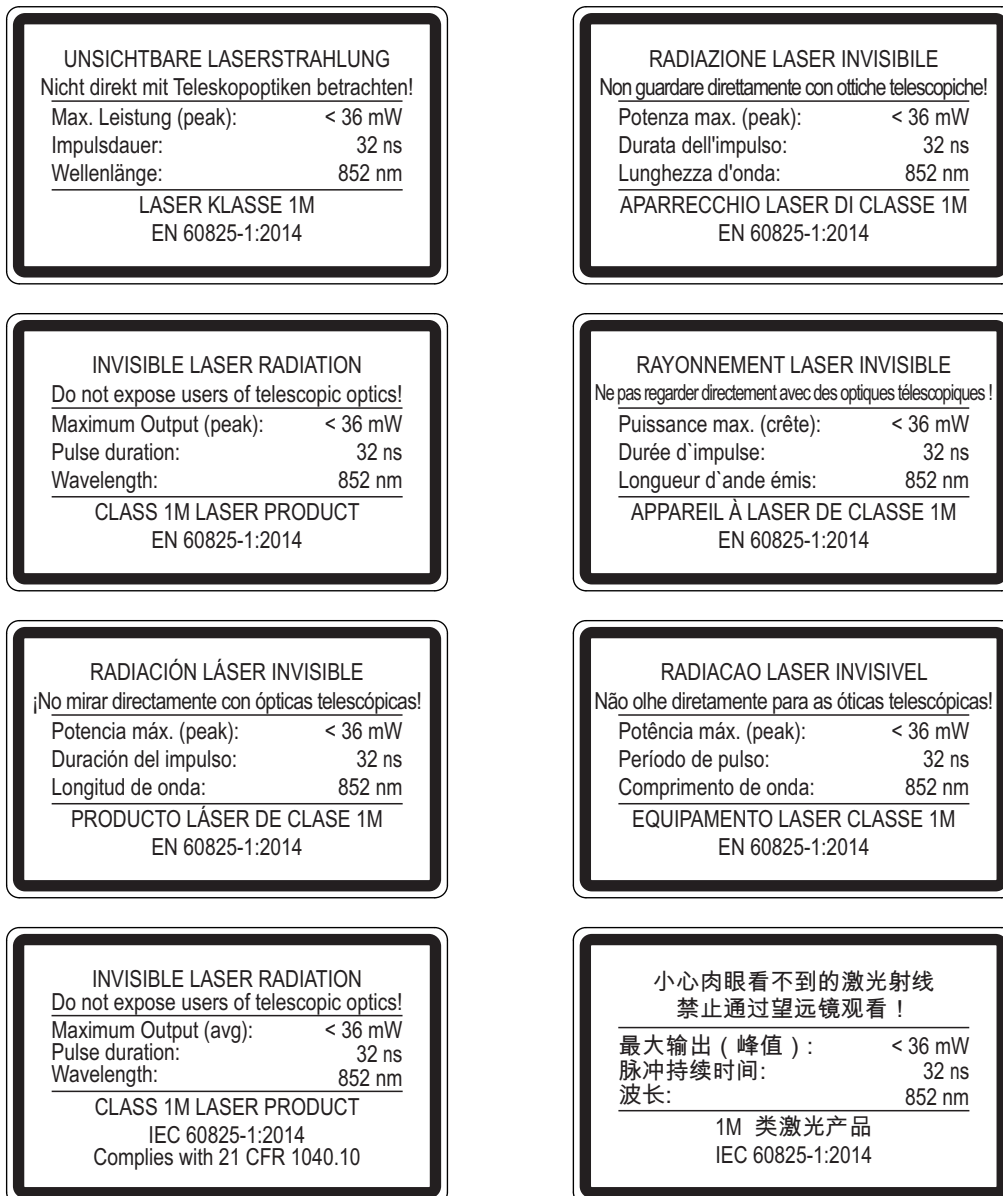 UNSICHTBARE LASERSTRAHLUNG
Nicht direkt mit Teleskopoptiken betrachten!
Max. Leistung (peak): < 36 mW
Impulsdauer: 32 ns
Wellenlänge: 852 nm
LASER KLASSE 1M
EN 60825-1:2014
RADIAZIONE LASER INVISIBILE
Non guardare direttamente con ottiche telescopiche!
Potenza max. (peak): < 36 mW
Durata dell'impulso: 32 ns
Lunghezza d'onda: 852 nm
APARRECCHIO LASER DI CLASSE 1M
EN 60825-1:2014
INVISIBLE LASER RADIATION
Do not expose users of telescopic optics!
Maximum Output (peak): < 36 mW
Pulse duration: 32 ns
Wavelength: 852 nm
CLASS 1M LASER PRODUCT
EN 60825-1:2014
RAYONNEMENT LASER INVISIBLE
Ne pas regarder directement avec des optiques télescopiques !
Puissance max. (crête): < 36 mW
Durée d`impulse: 32 ns
Longueur d`ande émis: 852 nm
APPAREIL À LASER DE CLASSE 1M
EN 60825-1:2014
RADIACIÓN LÁSER INVISIBLE
¡No mirar directamente con ópticas telescópicas!
Potencia máx. (peak): < 36 mW
Duración del impulso: 32 ns
Longitud de onda: 852 nm
PRODUCTO LÁSER DE CLASE 1M
EN 60825-1:2014
RADIACAO LASER INVISIVEL
Não olhe diretamente para as óticas telescópicas!
Potência máx. (peak): < 36 mW
Período de pulso: 32 ns
Comprimento de onda: 852 nm
EQUIPAMENTO LASER CLASSE 1M
EN 60825-1:2014
INVISIBLE LASER RADIATION
Do not expose users of telescopic optics!
Maximum Output (avg): < 36 mW
Pulse duration: 32 ns
Wavelength: 852 nm
CLASS 1M LASER PRODUCT
IEC 60825-1:2014
Complies with 21 CFR 1040.10
小心肉眼看不到的激光射线
禁止通过望远镜观看！
最大输出（峰值）: < 36 mW
脉冲持续时间: 32 ns
波长: 852 nm
1M 类激光产品
IEC 60825-1:2014